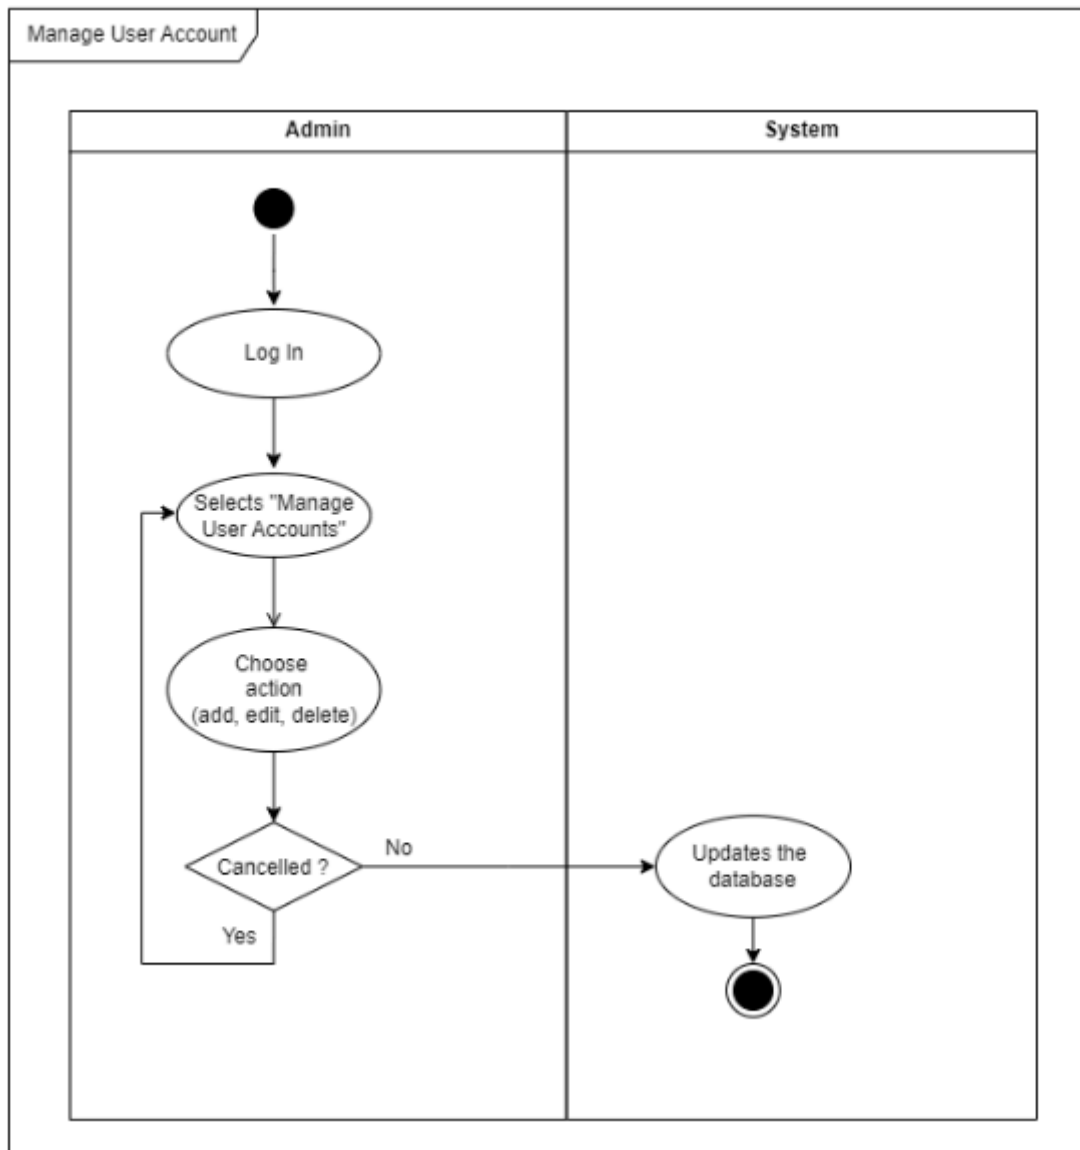 Manage User Account
Admin
System
Log In
Selects "Manage
User Accounts"
Choose
action
(add, edit, delete)
Cancelled ?
No
Updates the
database
Yes